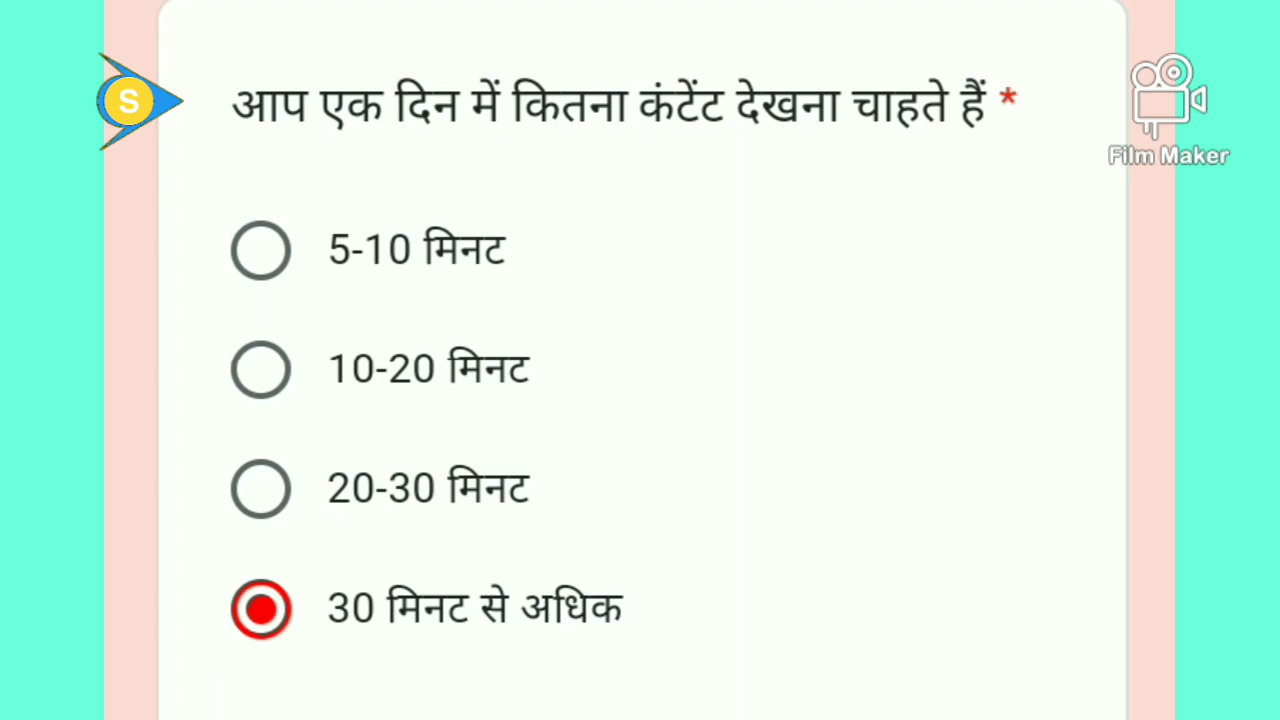 S
आप एक दिन में कितना कंटेंट देखना चाहते हैं *
Film Maker
5-10 मिनट
10-20 मिनट
20-30 मिनट
30 मिनट से अधिक